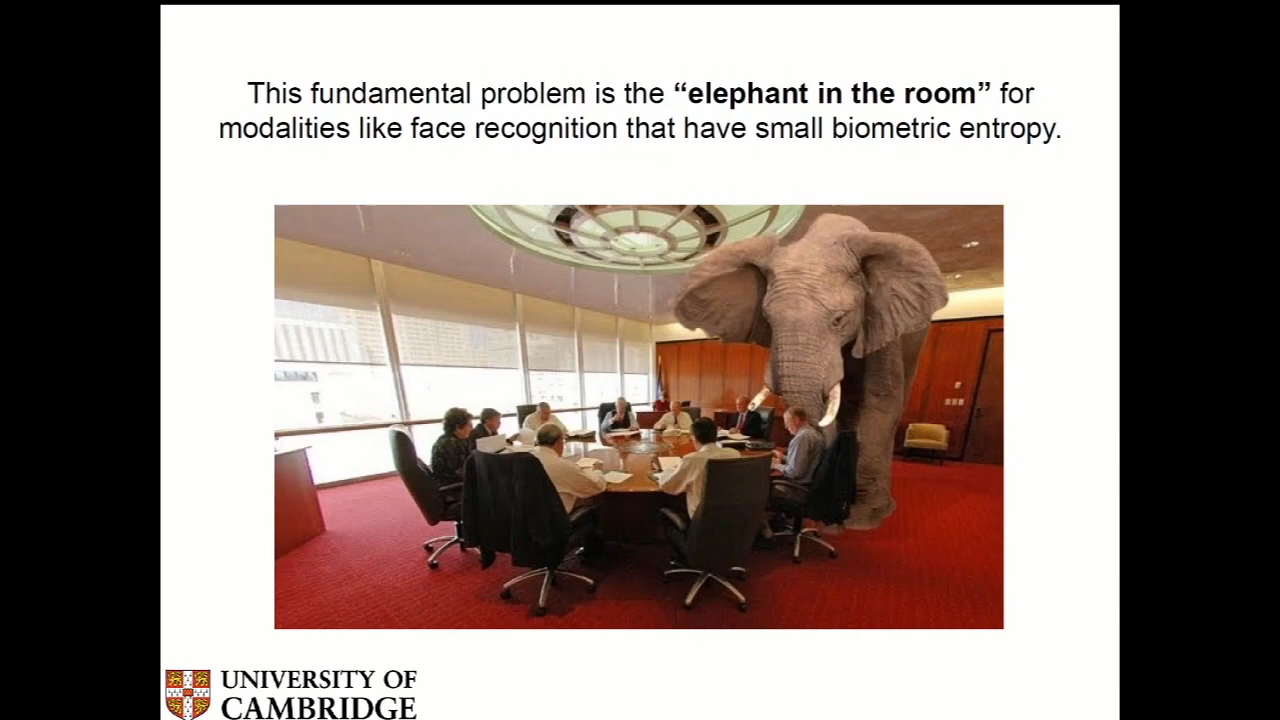 This fundamental problem is the “elephant in the room” for
modalities like face recognition that have small biometric entropy.
UNIVERSITY OF
CAMBRIDGE